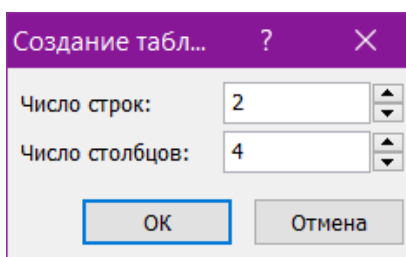 Создание табл... ?
Число строк: 2
Число столбцов: 4
ОК Отмена